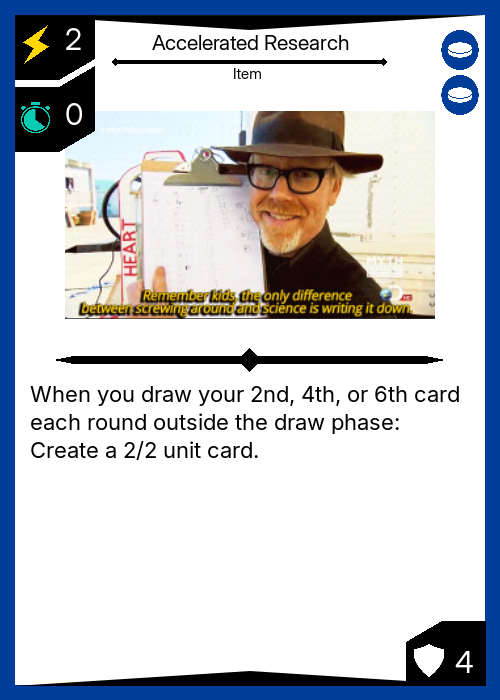 2
Accelerated Research
Item
0
HEART
MYTH
Remember kids, the only difference
between screwing around and science is writing it down.
When you draw your 2nd, 4th, or 6th card
each round outside the draw phase:
Create a 2/2 unit card.
4